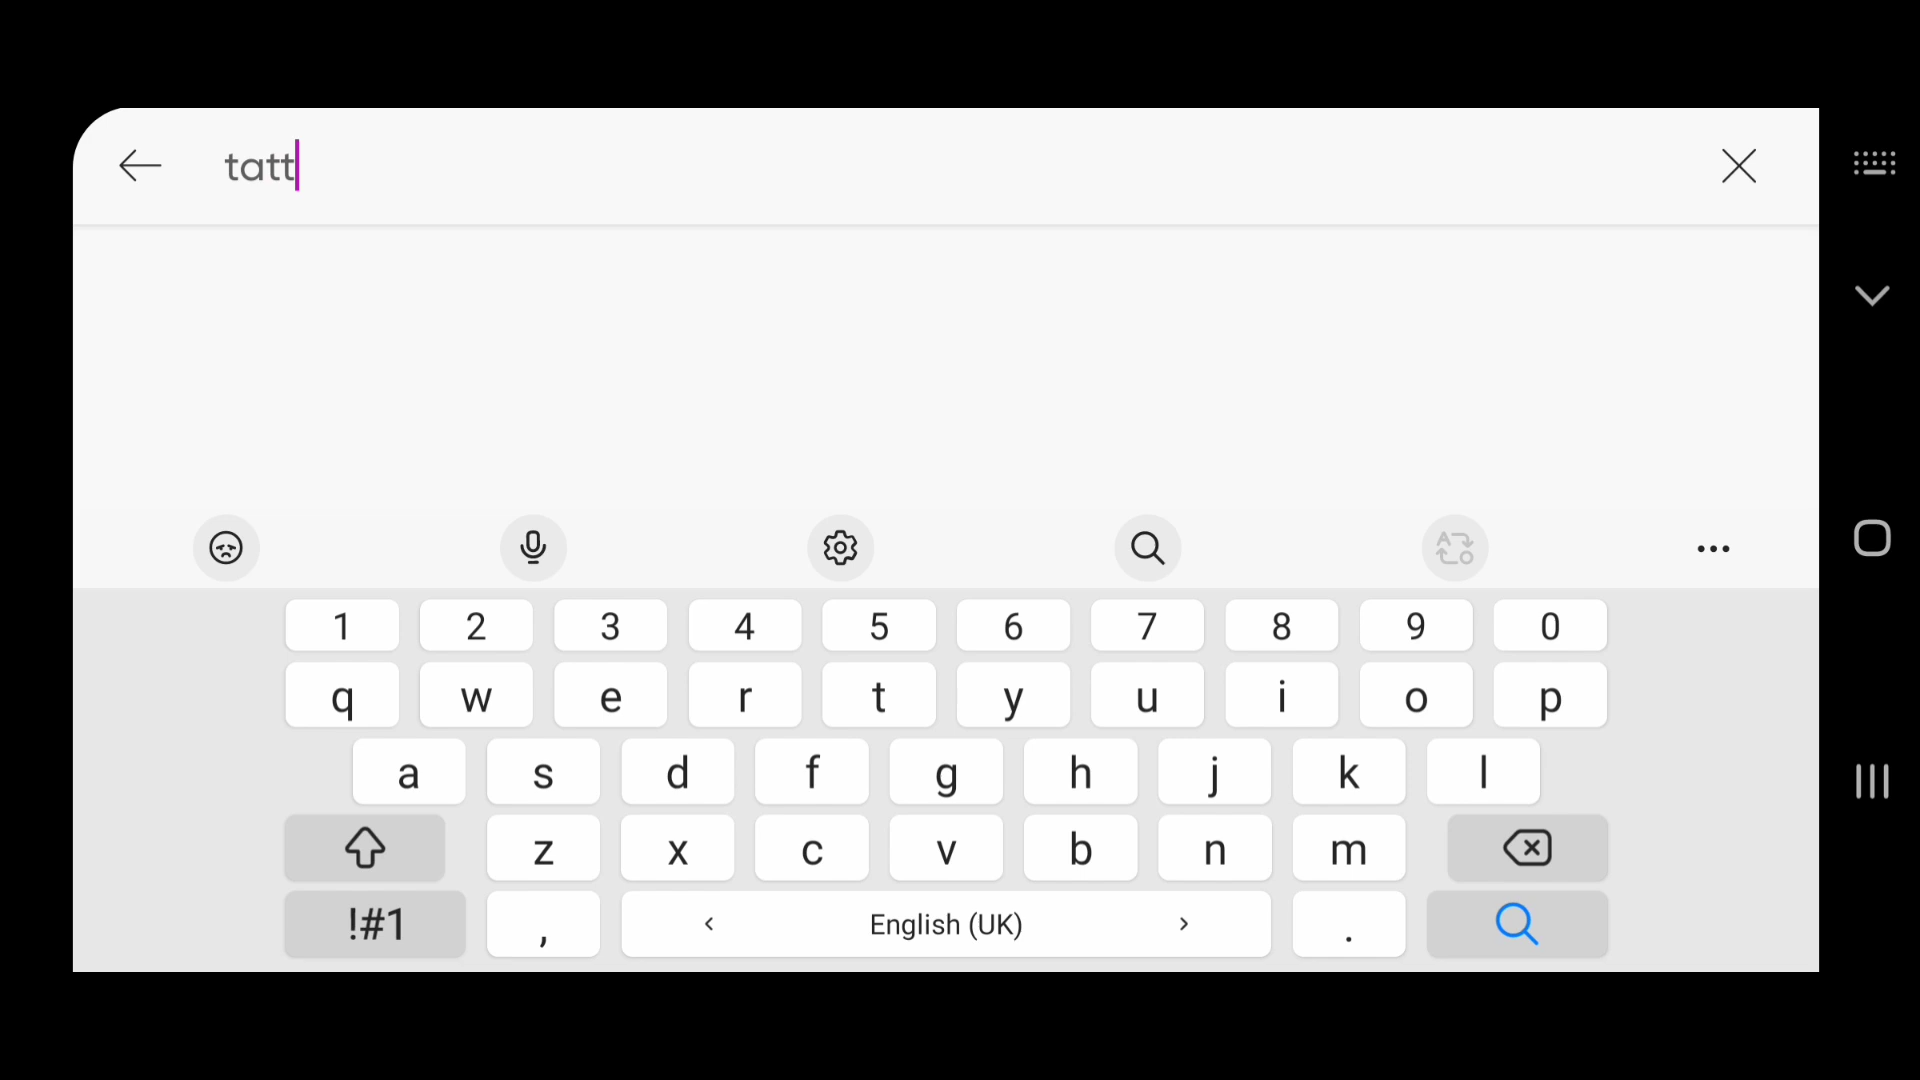 tatt
1 2 3 4 5 6 7 8 9 0
q w e r t y u i o p
a s d f g h j k l
z x c v b n m
!#1 , English (UK) .